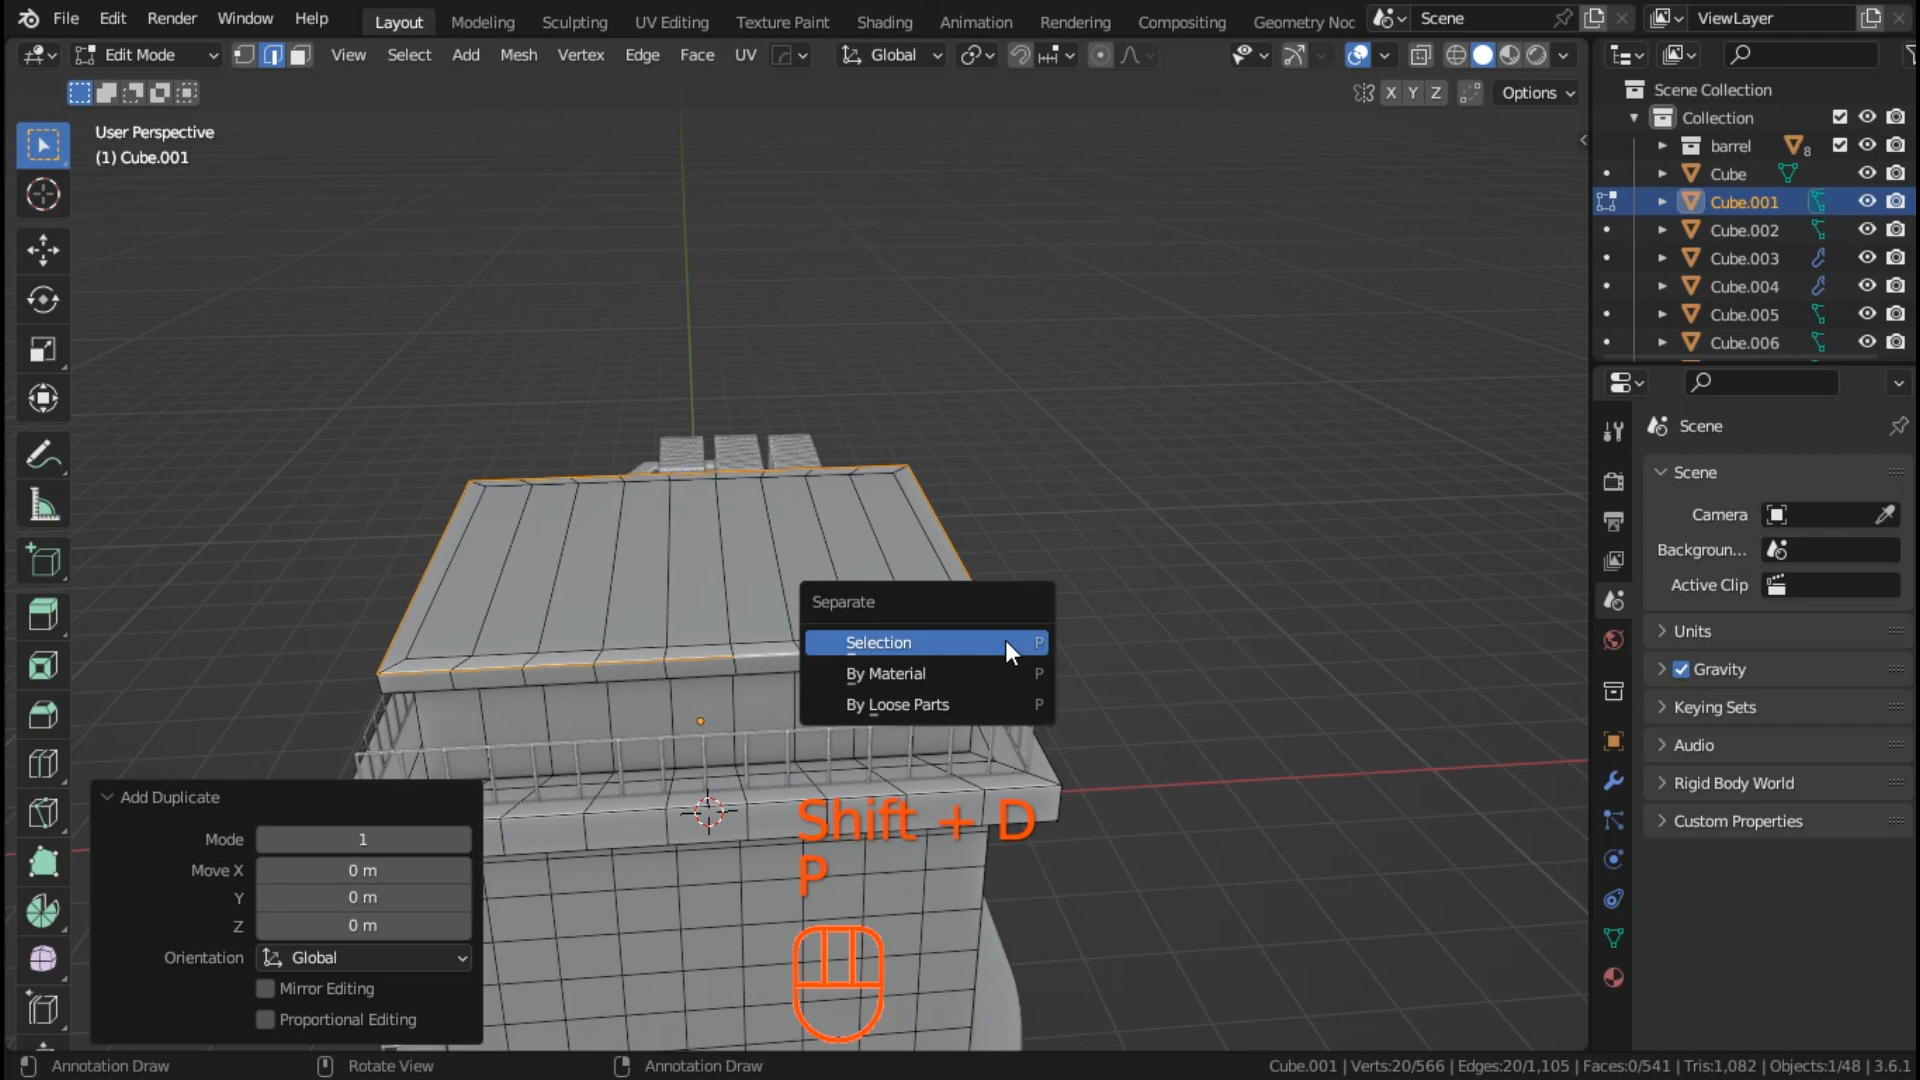 File Edit Render Window Help Layout Modeling Sculpting UV Editing Texture Paint Shading Animation Rendering Compositing Geometry Noc Scene ViewLayer
Edit Mode View Select Add Mesh Vertex Edge Face UV Global
X Y Z Options
User Perspective
(1) Cube.001
Scene Collection
Collection
barrel 8
Cube
Cube.001
Cube.002
Cube.003
Cube.004
Cube.005
Cube.006
Scene
Scene
Camera
Backgroun...
Active Clip
Units
Gravity
Keying Sets
Audio
Rigid Body World
Custom Properties
Separate
Selection P
By Material P
By Loose Parts P
Shift + D
P
Add Duplicate
Mode 1
Move X 0 m
Y 0 m
Z 0 m
Orientation Global
Mirror Editing
Proportional Editing
Annotation Draw Rotate View Annotation Draw Cube.001 | Verts:20/566 | Edges:20/1,105 | Faces:0/541 | Tris:1,082 | Objects:1/48 | 3.6.1